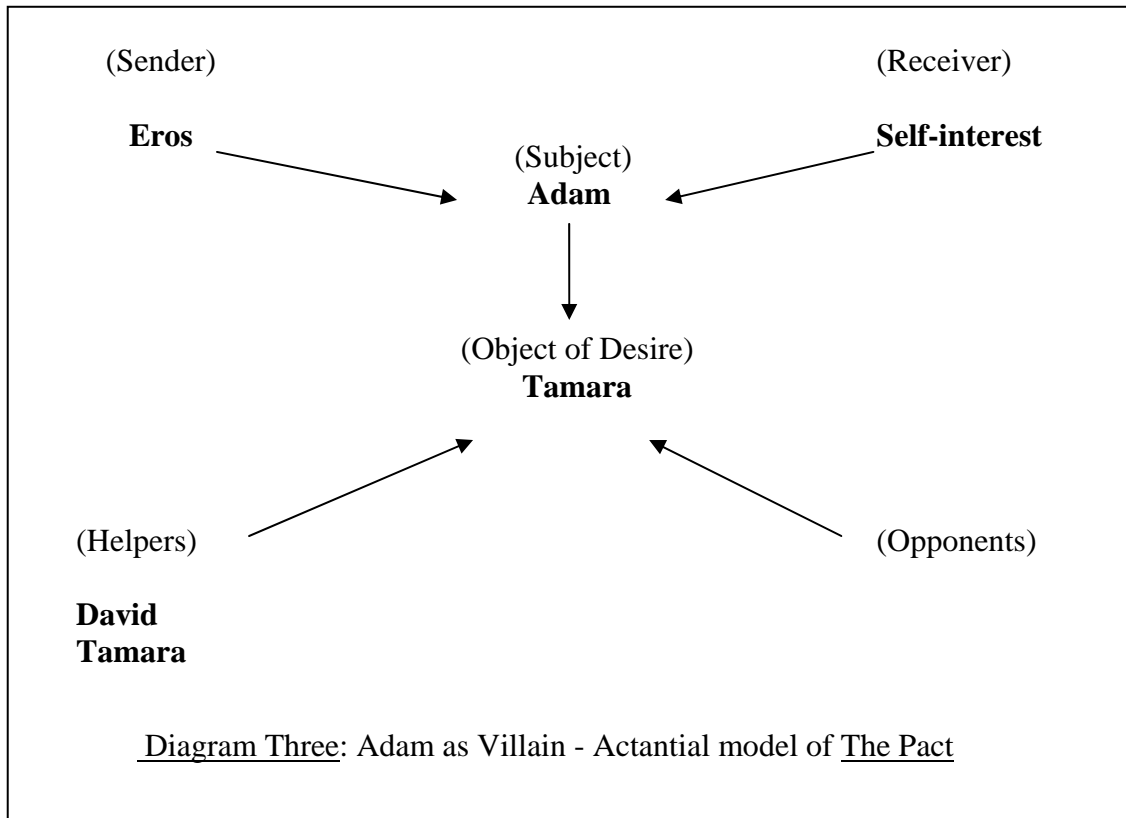 (Sender)
(Receiver)
Eros
Self-interest
(Subject)
Adam
(Object of Desire)
Tamara
(Helpers)
(Opponents)
David
Tamara
Diagram Three: Adam as Villain - Actantial model of The Pact